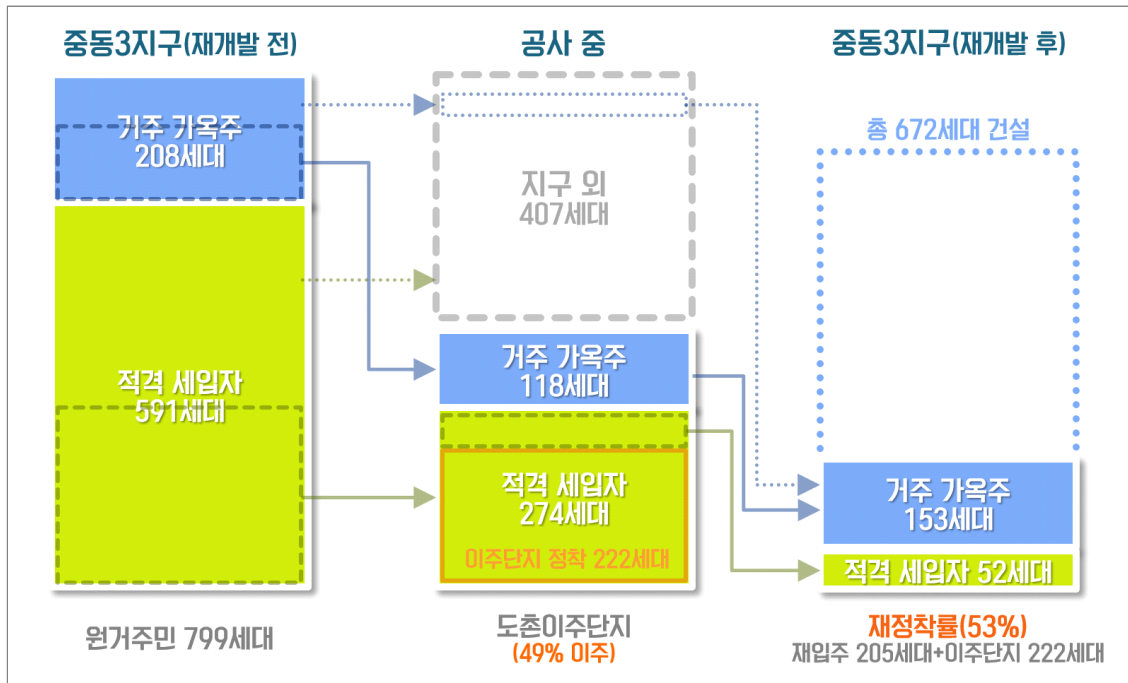 중동3지구(재개발 전)
거주 가옥주
208세대
적격 세입자
591세대
원거주민 799세대
공사 중
지구 외
407세대
거주 가옥주
118세대
적격 세입자
274세대
이주단지 정착 222세대
도촌이주단지
(49% 이주)
중동3지구(재개발 후)
총 672세대 건설
거주 가옥주
153세대
적격 세입자 52세대
재정착률(53%)
재입주 205세대+이주단지 222세대